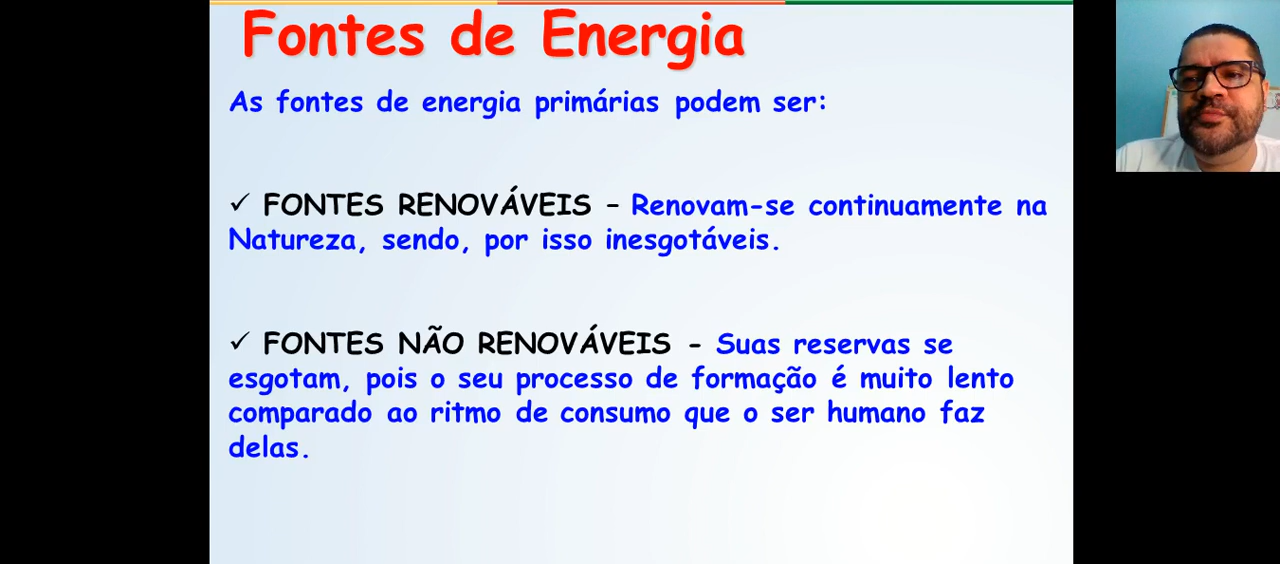 Fontes de Energia
As fontes de energia primárias podem ser:
✓ FONTES RENOVÁVEIS – Renovam-se continuamente na
Natureza, sendo, por isso inesgotáveis.
✓ FONTES NÃO RENOVÁVEIS - Suas reservas se
esgotam, pois o seu processo de formação é muito lento
comparado ao ritmo de consumo que o ser humano faz
delas.